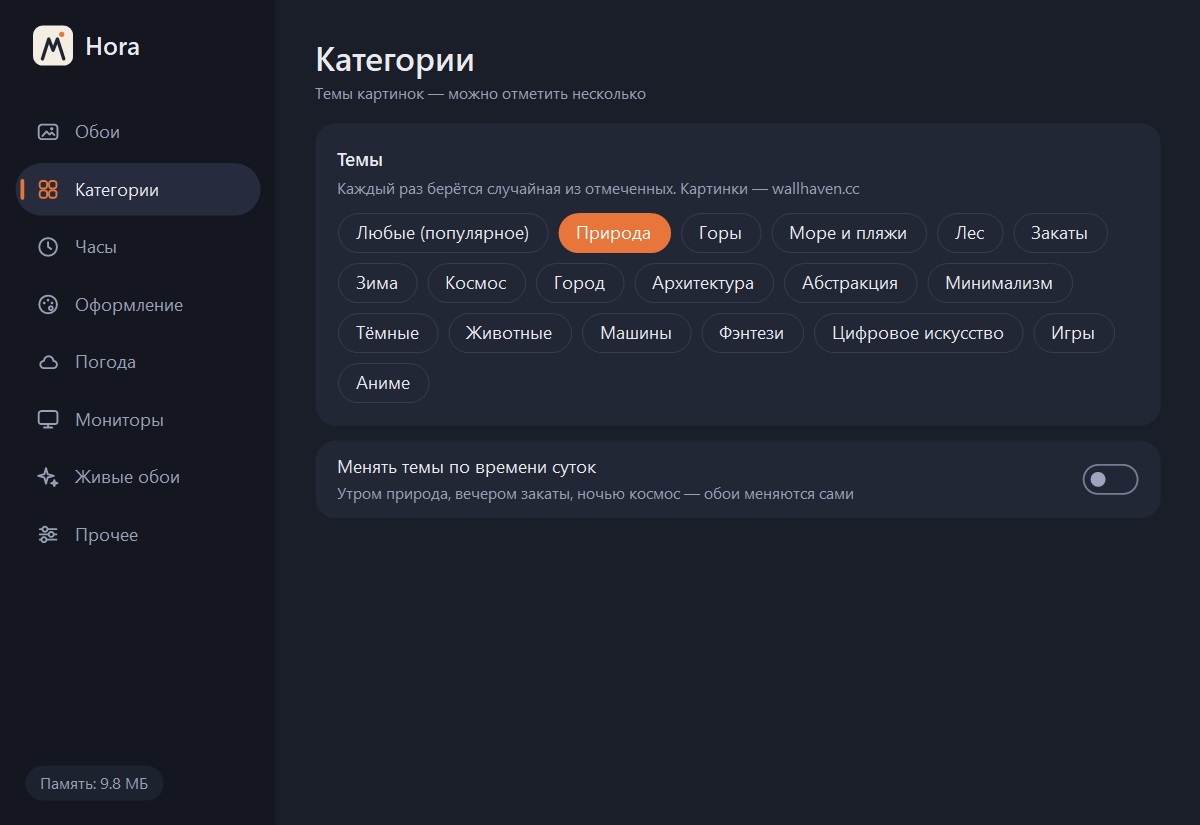 Hora
Обои
Категории
Часы
Оформление
Погода
Мониторы
Живые обои
Прочее
Память: 9.8 МБ
Категории
Темы картинок — можно отметить несколько
Темы
Каждый раз берётся случайная из отмеченных. Картинки — wallhaven.cc
Любые (популярное) Природа Горы Море и пляжи Лес Закаты
Зима Космос Город Архитектура Абстракция Минимализм
Тёмные Животные Машины Фэнтези Цифровое искусство Игры
Аниме
Менять темы по времени суток
Утром природа, вечером закаты, ночью космос — обои меняются сами